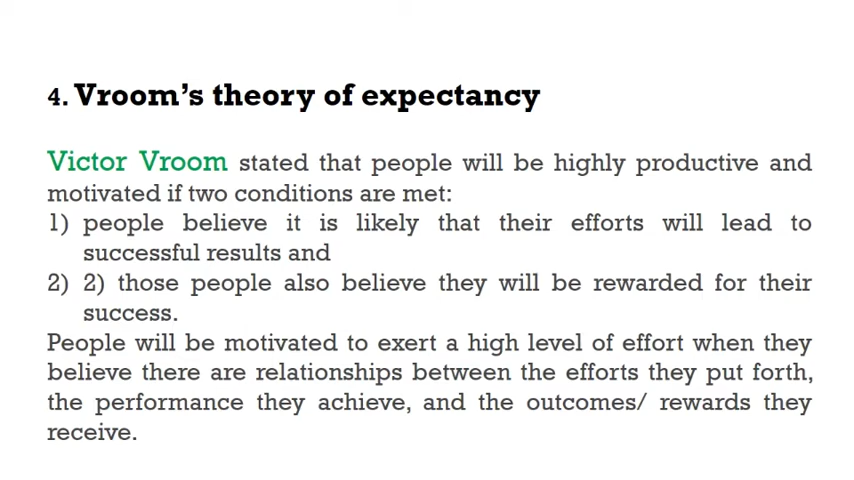 4. Vroom's theory of expectancy
Victor Vroom stated that people will be highly productive and
motivated if two conditions are met:
1) people believe it is likely that their efforts will lead to
successful results and
2) 2) those people also believe they will be rewarded for their
success.
People will be motivated to exert a high level of effort when they
believe there are relationships between the efforts they put forth,
the performance they achieve, and the outcomes/ rewards they
receive.